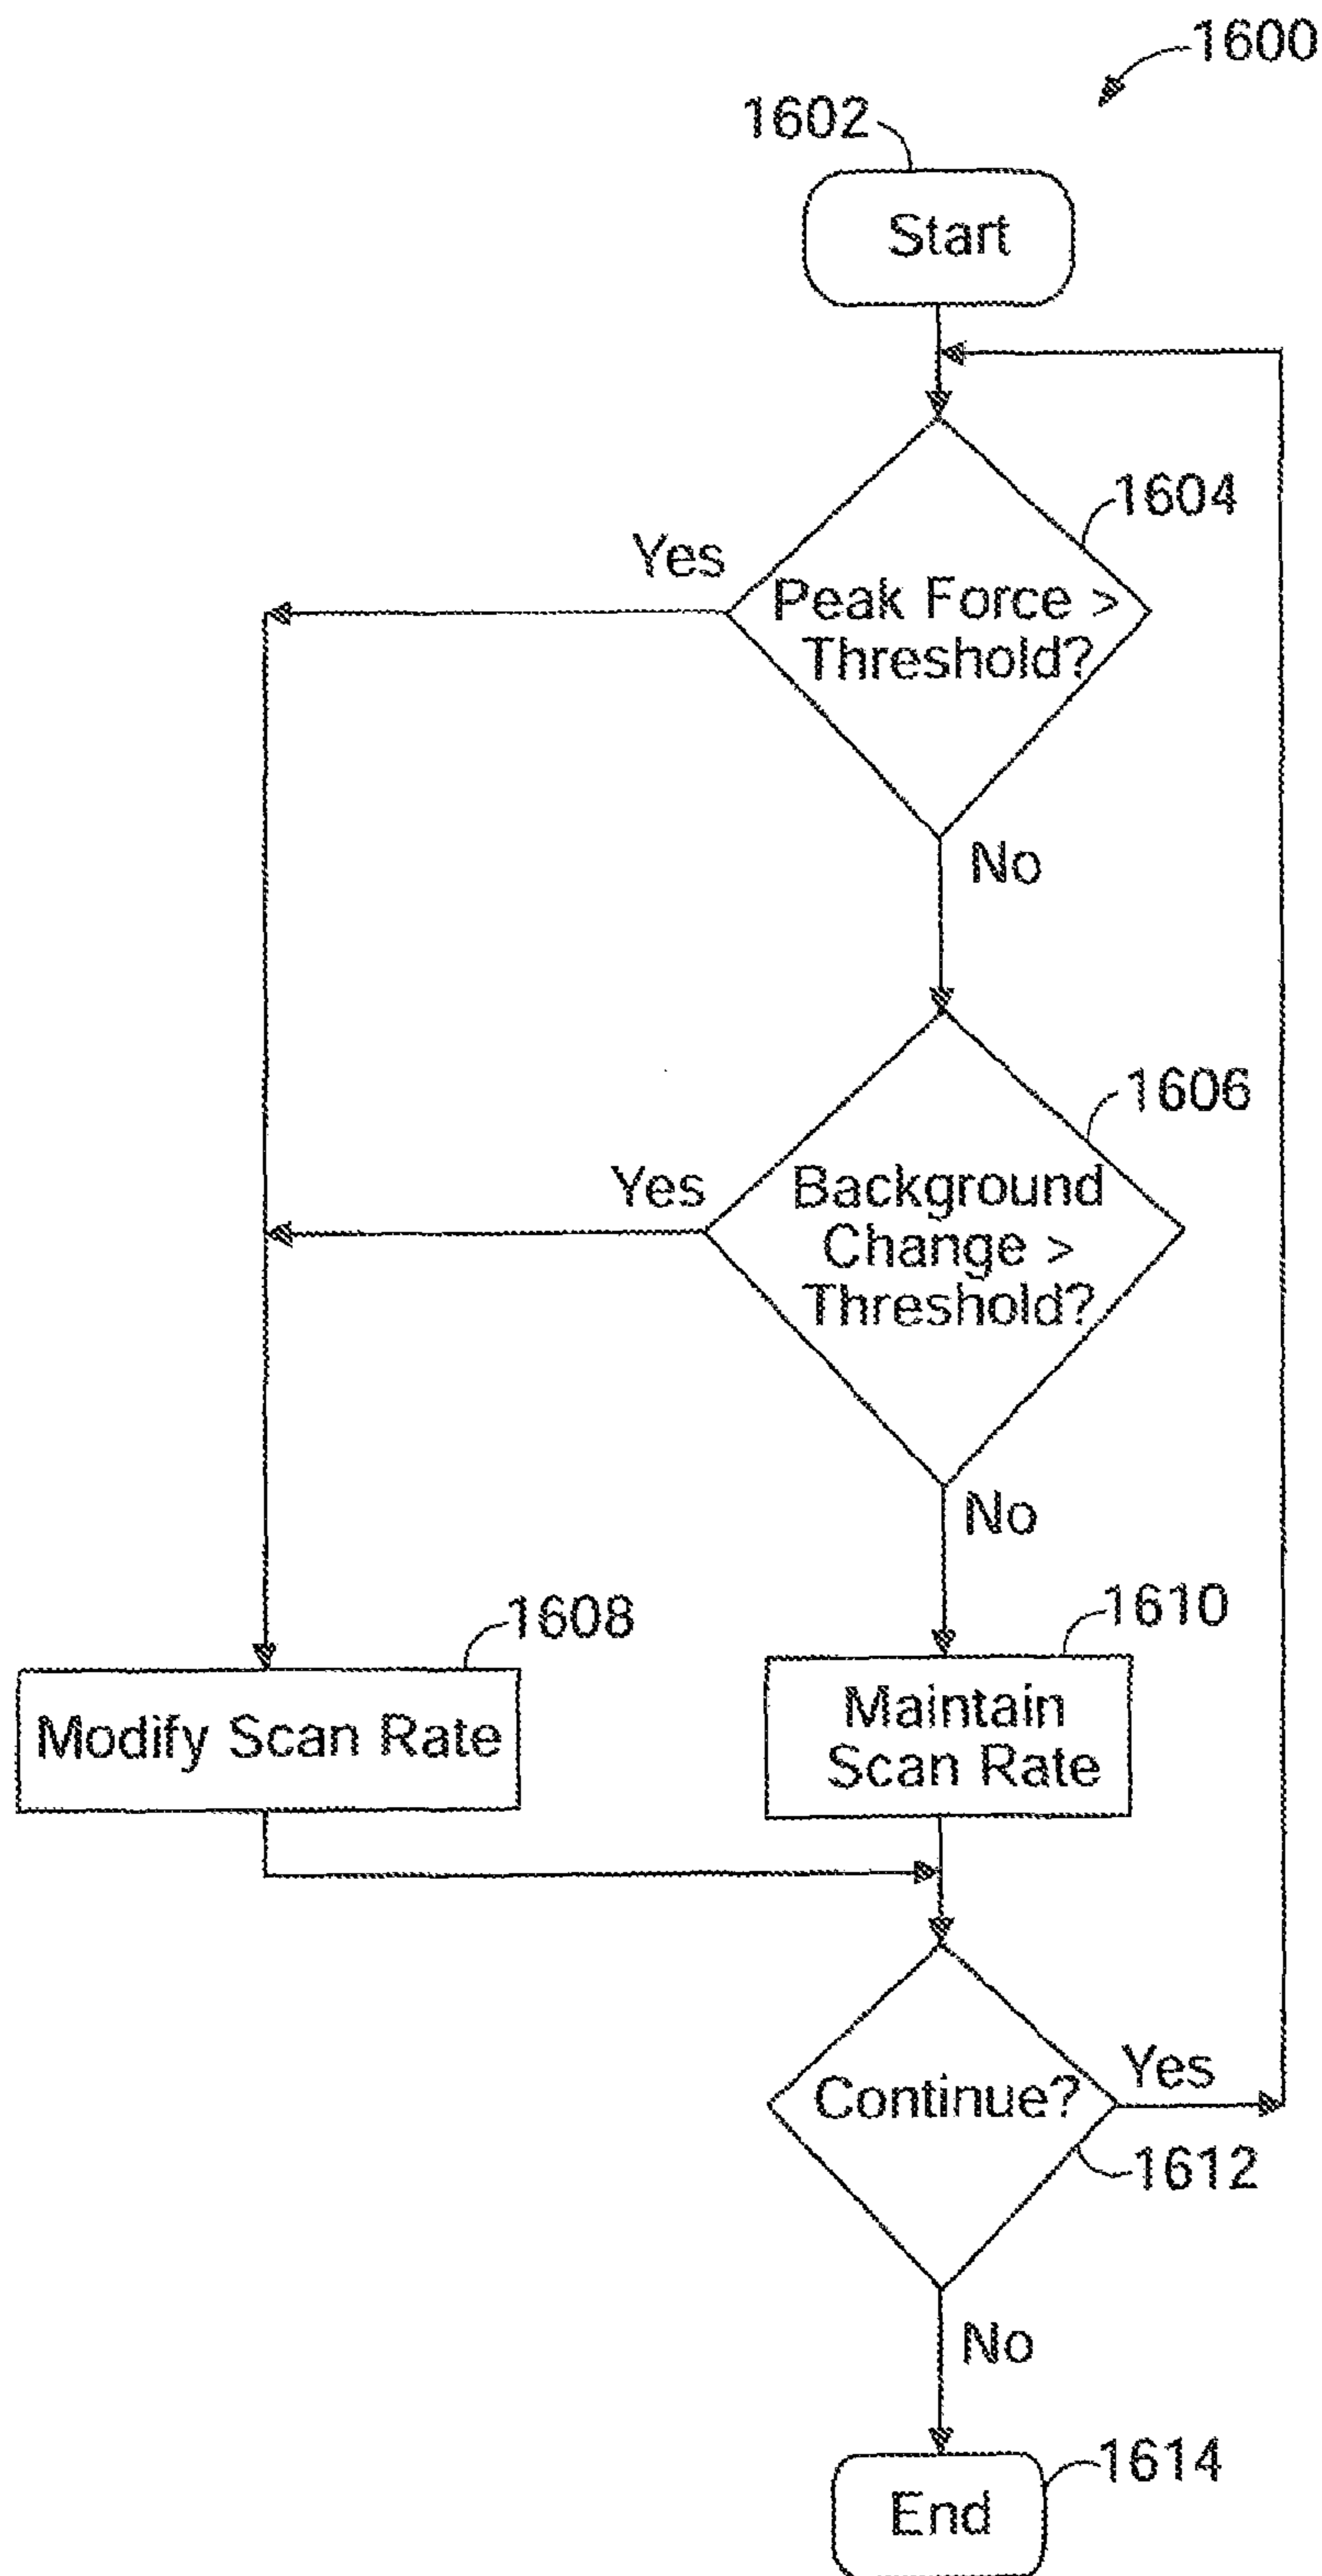 1600
1602
Start
1604
Yes
Peak Force >
Threshold?
No
1606
Yes
Background
Change >
Threshold?
No
1608
1610
Modify Scan Rate
Maintain
Scan Rate
Continue?
Yes
1612
No
1614
End